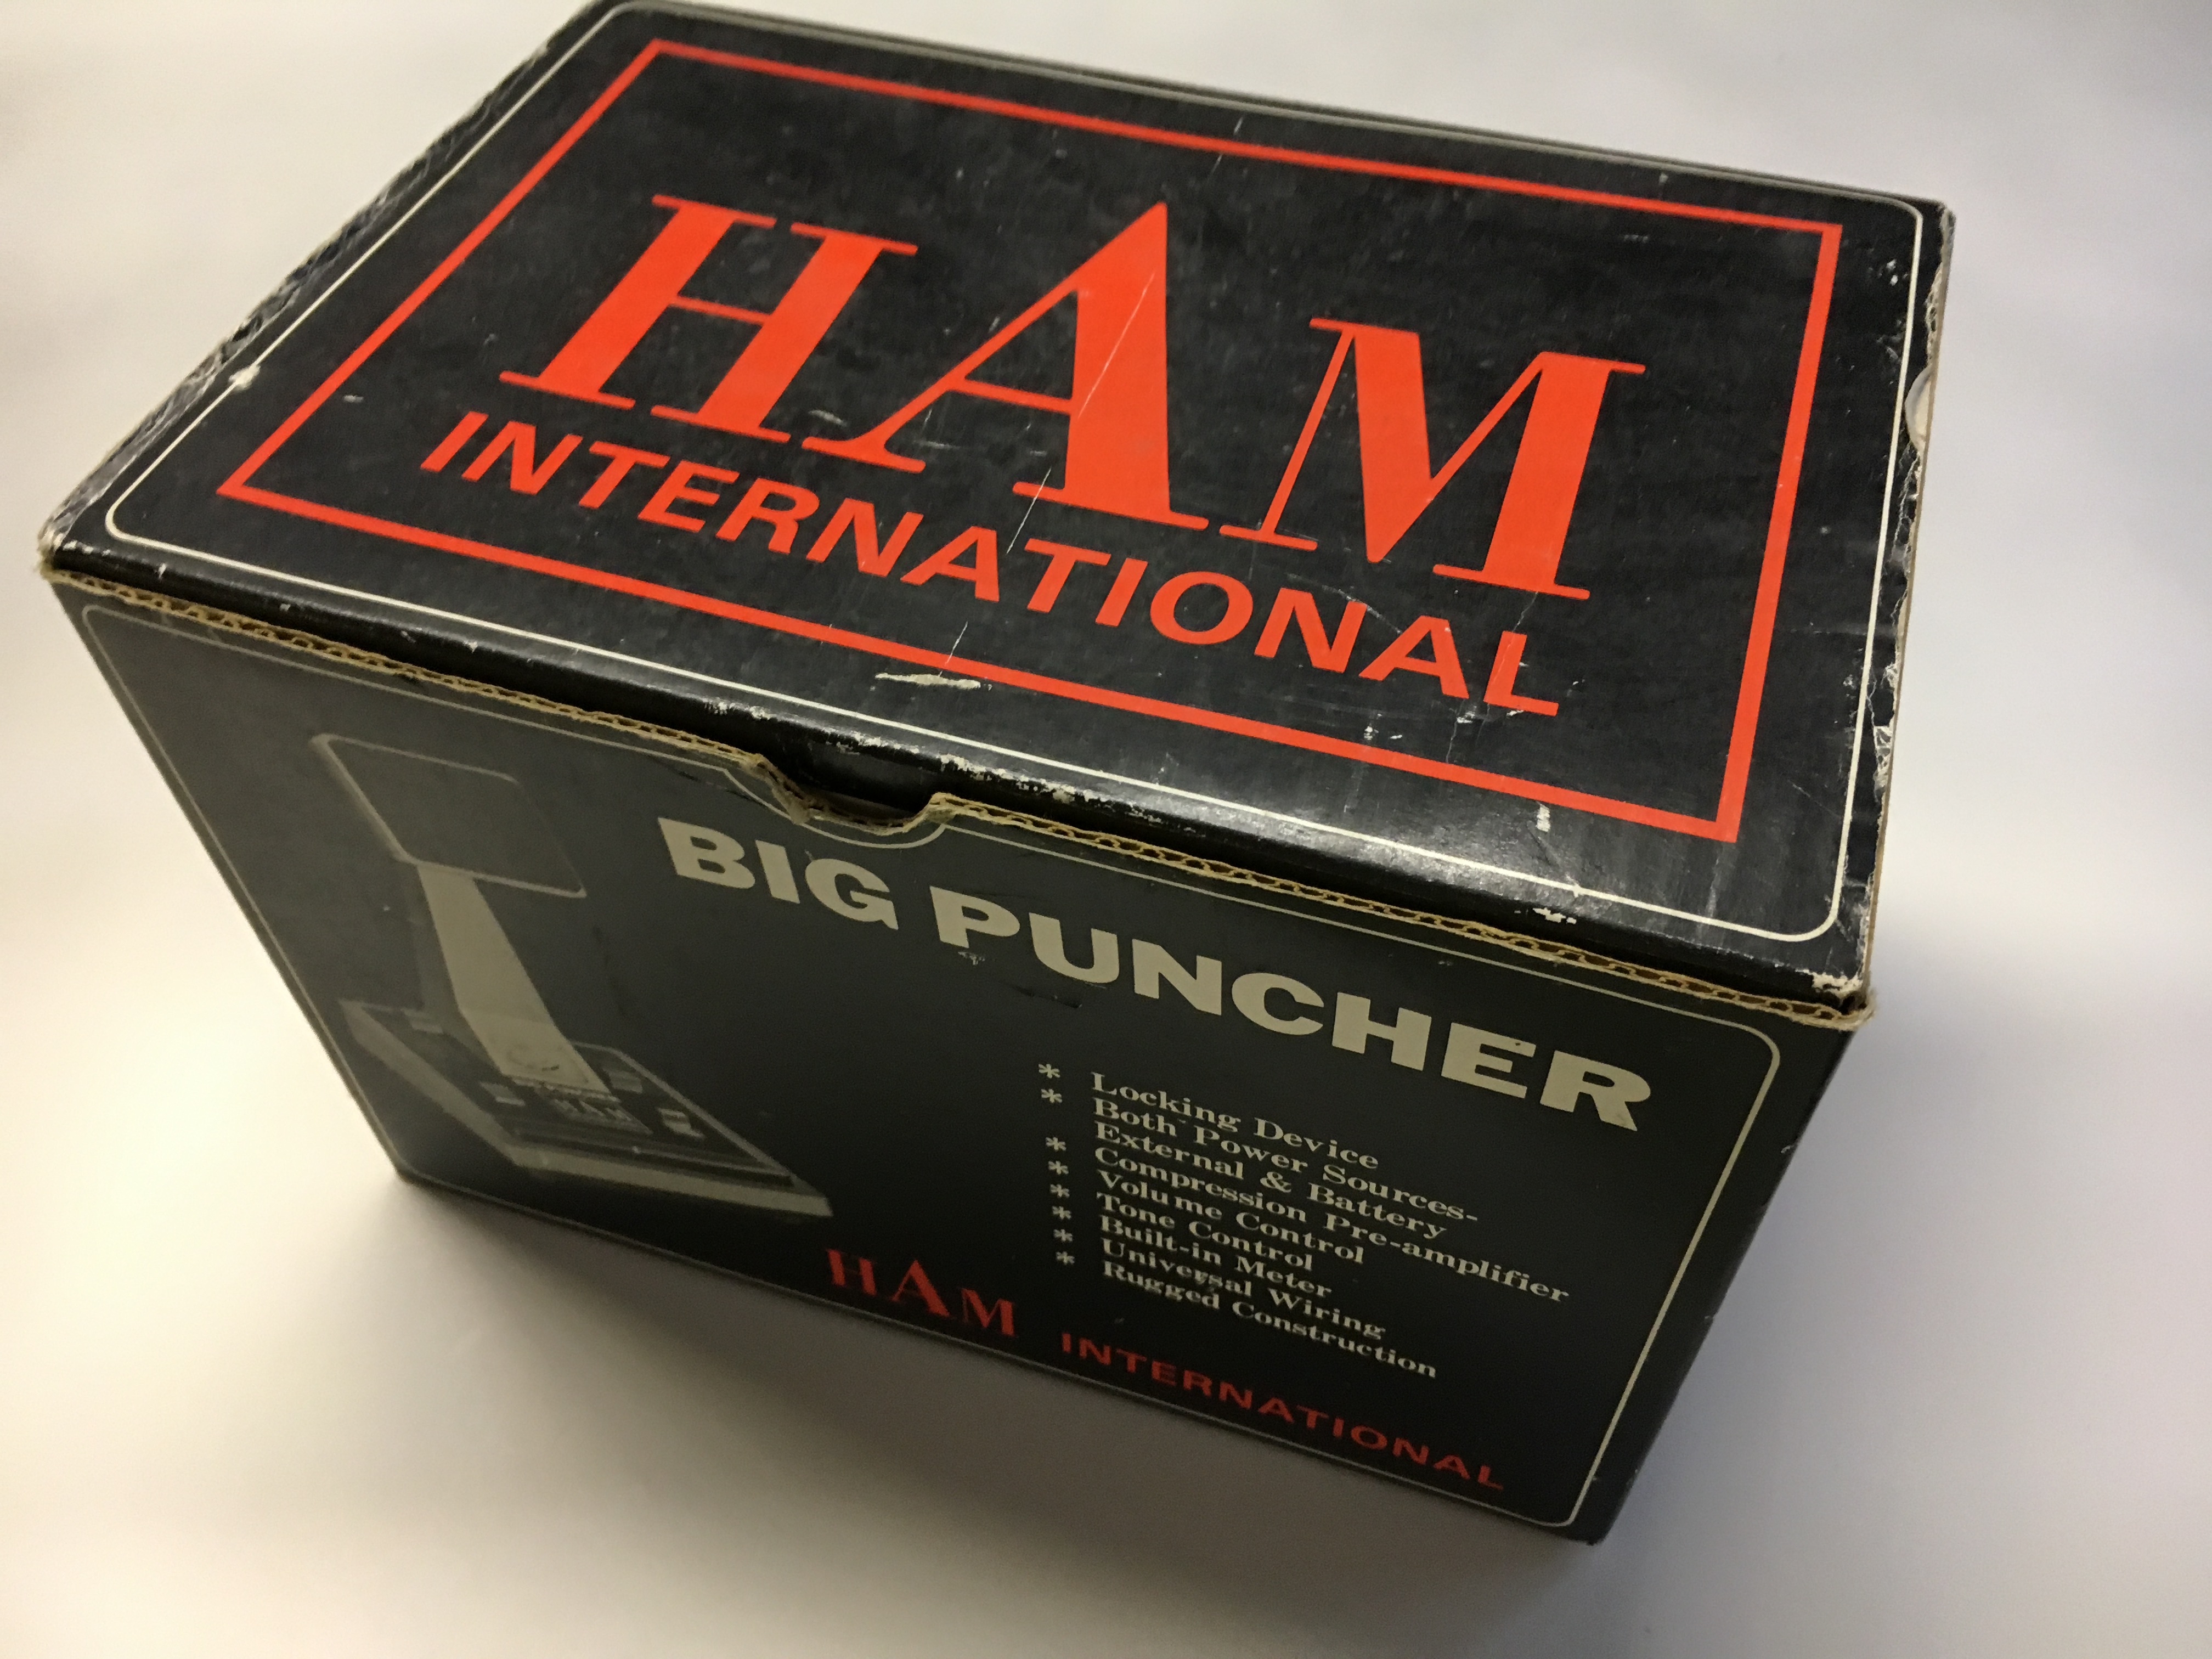 HAM
INTERNATIONAL
BIG PUNCHER
* Locking Device
* Both Power Sources-
External & Battery
* Compression Pre-amplifier
* Volume Control
* Tone Control
* Built-in Meter
* Universal Wiring
* Rugged Construction
HAM INTERNATIONAL
HAM